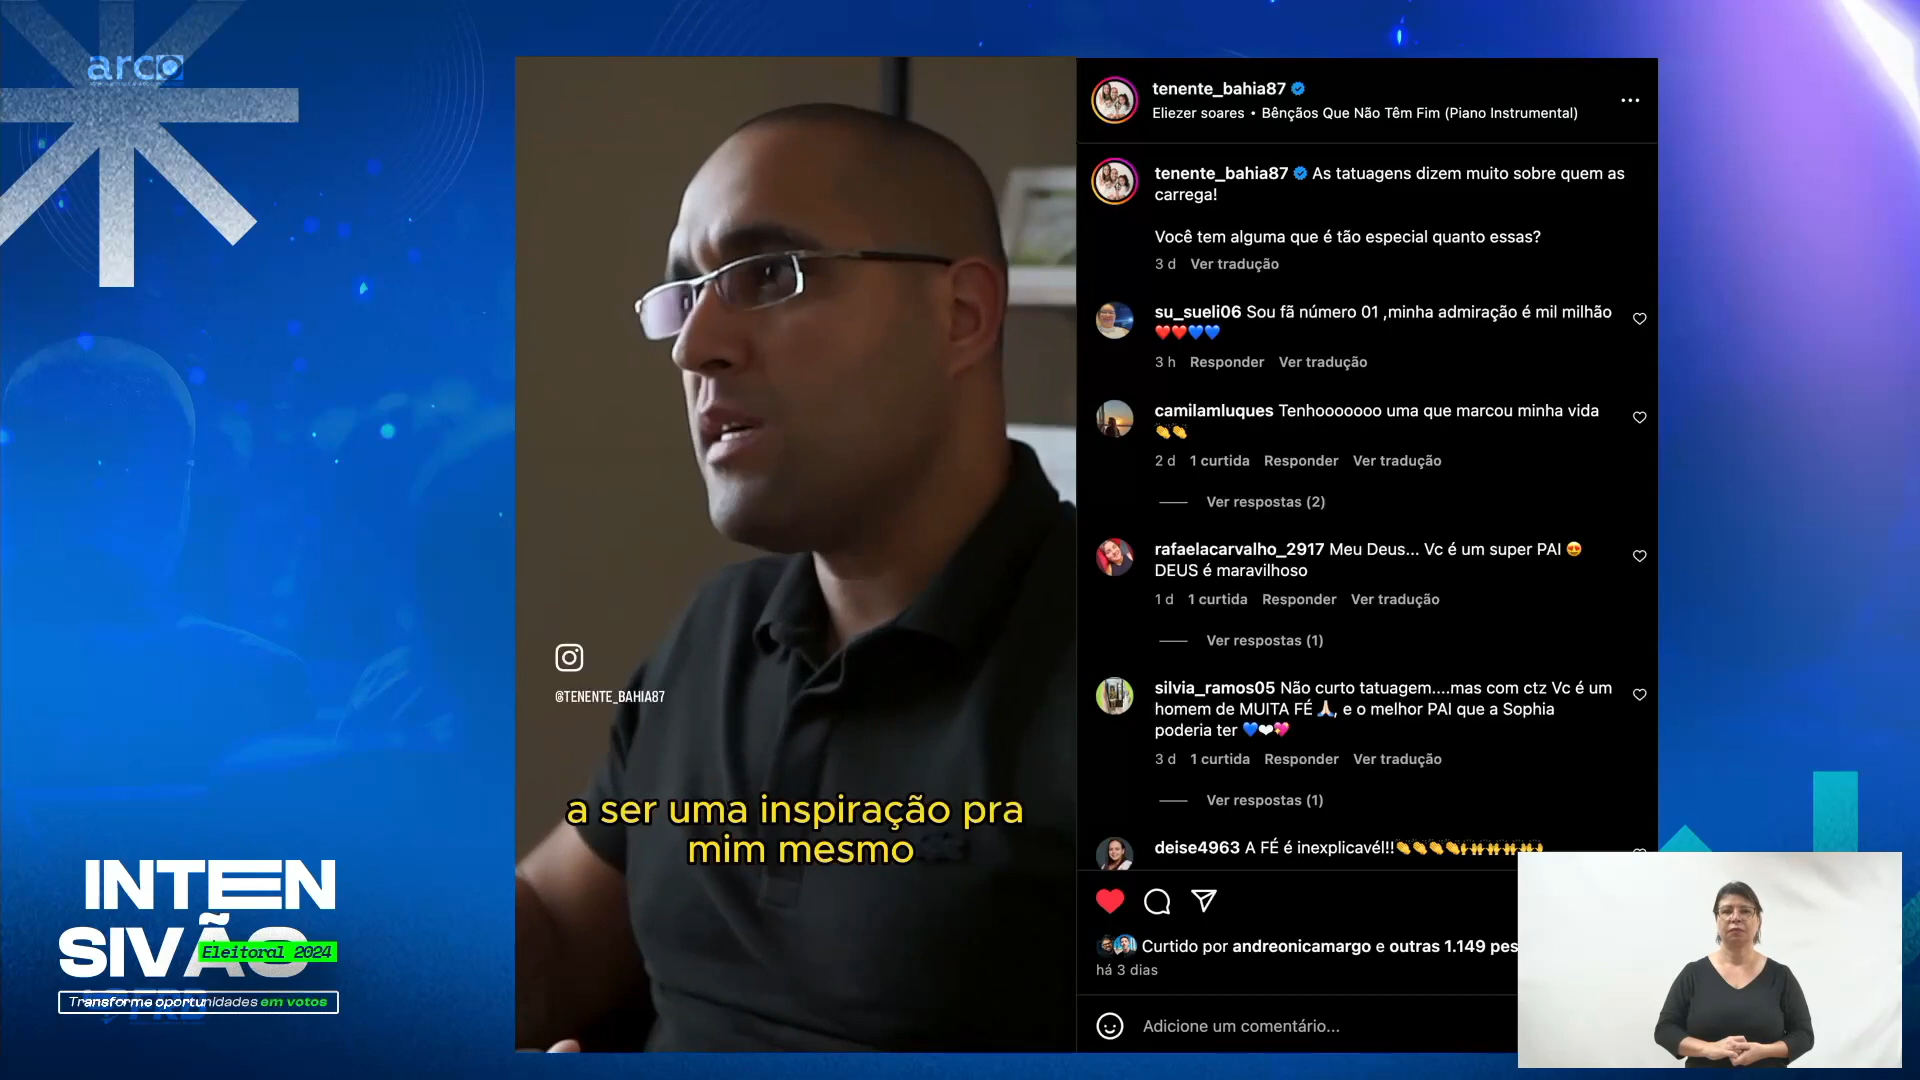 arco
tenente_bahia87
Eliezer soares • Bênçãos Que Não Têm Fim (Piano Instrumental)
tenente_bahia87 As tatuagens dizem muito sobre quem as
carrega!
Você tem alguma que é tão especial quanto essas?
3 d Ver tradução
su_sueli06 Sou fã número 01 ,minha admiração é mil milhão
❤️❤️💙💙
3 h Responder Ver tradução
camilamluques Tenhooooooo uma que marcou minha vida
👏👏
2 d 1 curtida Responder Ver tradução
Ver respostas (2)
rafaelacarvalho_2917 Meu Deus... Vc é um super PAI 😍
DEUS é maravilhoso
1 d 1 curtida Responder Ver tradução
Ver respostas (1)
silvia_ramos05 Não curto tatuagem....mas com ctz Vc é um
homem de MUITA FÉ 🙏🏻, e o melhor PAI que a Sophia
poderia ter 💙❤💖
3 d 1 curtida Responder Ver tradução
Ver respostas (1)
deise4963 A FÉ é inexplicavél!!👏👏👏👏🙌🙌🙌🙌
Curtido por andreonicamargo e outras 1.149 pes
há 3 dias
Adicione um comentário...
@TENENTE_BAHIA87
a ser uma inspiração pra
mim mesmo
INTEN
SIVÃO
Eleitoral 2024
Transforme oportunidades em votos